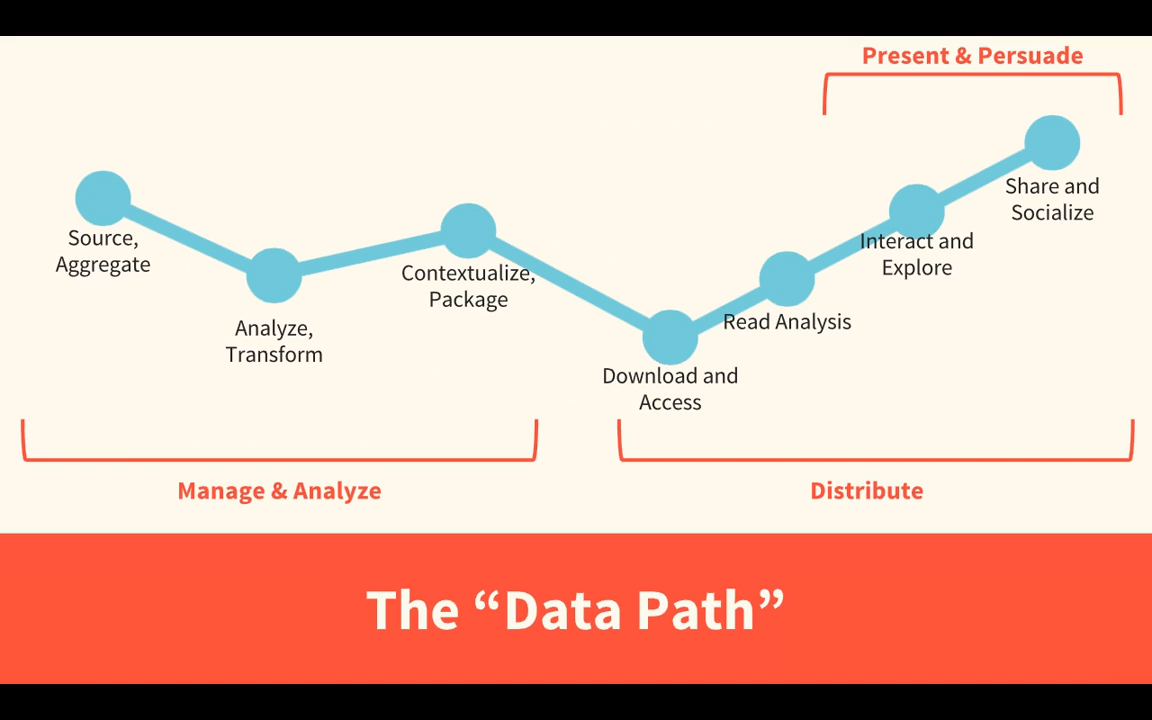 Present & Persuade
Source,
Aggregate
Analyze,
Transform
Contextualize,
Package
Download and
Access
Read Analysis
Interact and
Explore
Share and
Socialize
Manage & Analyze
Distribute
The “Data Path”